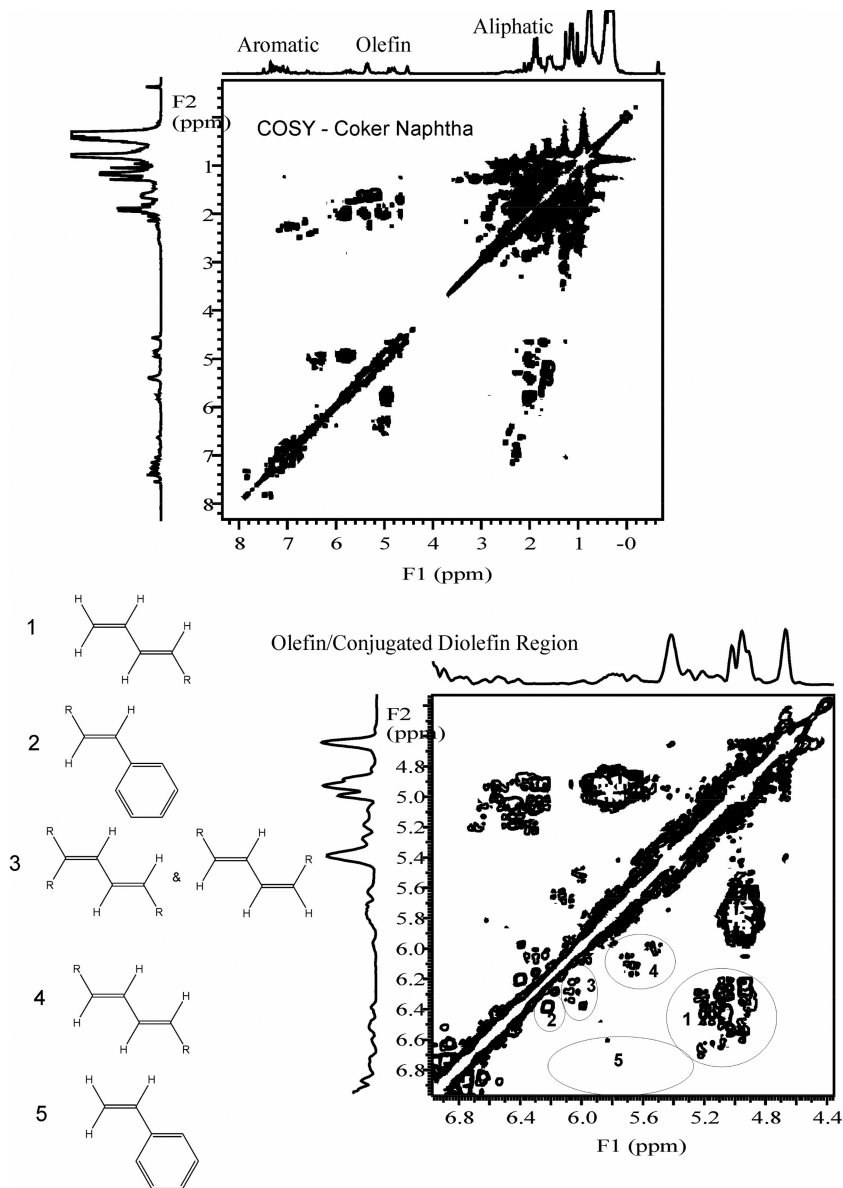 Aromatic Olefin Aliphatic
F2
(ppm)
COSY - Coker Naphtha
1
2
3
4
5
6
7
8
8 7 6 5 4 3 2 1 -0
F1 (ppm)
1
H H
H
H
H R
Olefin/Conjugated Diolefin Region
2
R H
H
3
R H
H
R
H R
&
R H
R
H
H H
4
R H
H
H
H R
5
H H
H
F2
(ppm)
4.8
5.0
5.2
5.4
5.6
5.8
6.0
6.2
6.4
6.6
6.8
4
3
2
1
5
6.8 6.4 6.0 5.6 5.2 4.8 4.4
F1 (ppm)